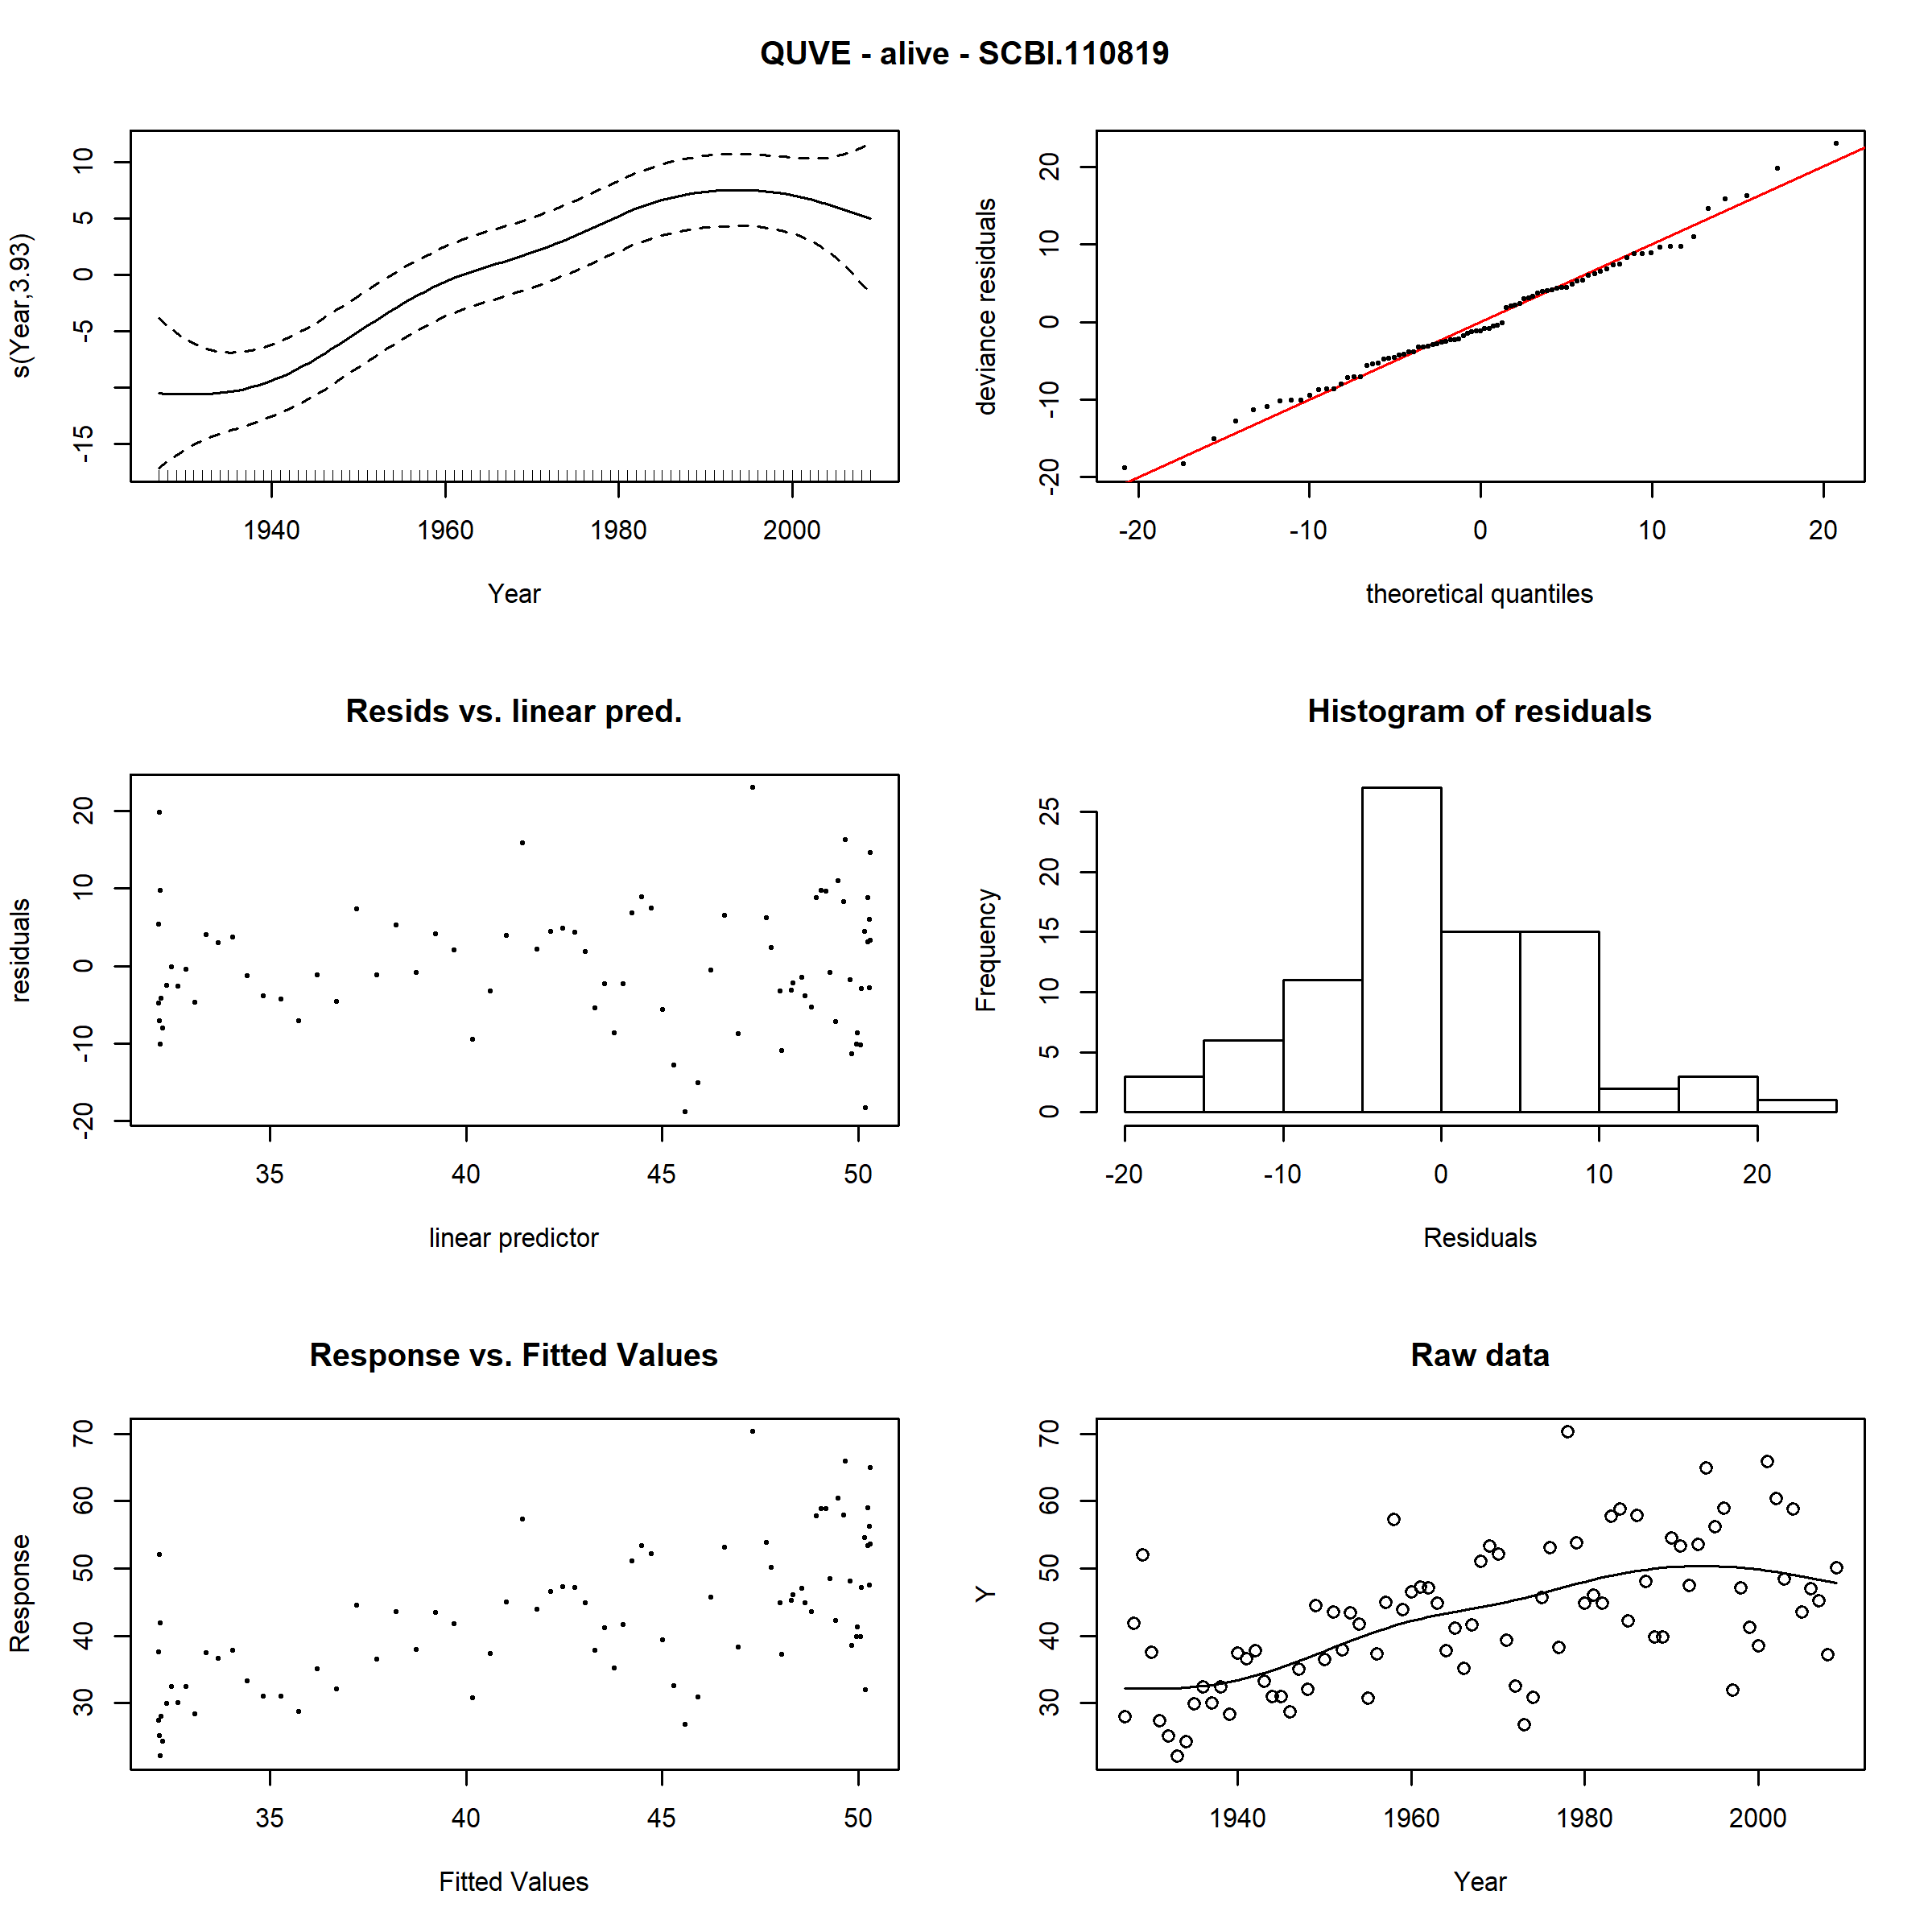 QUVE - alive - SCBI.110819
s(Year,3.93)
10
5
0
-5
-15
1940 1960 1980 2000
Year
deviance residuals
20
10
0
-10
-20
-20 -10 0 10 20
theoretical quantiles
Resids vs. linear pred.
residuals
20
10
0
-10
-20
35 40 45 50
linear predictor
Histogram of residuals
Frequency
25
20
15
10
5
0
-20 -10 0 10 20
Residuals
Response vs. Fitted Values
Response
70
60
50
40
30
35 40 45 50
Fitted Values
Raw data
Y
70
60
50
40
30
1940 1960 1980 2000
Year